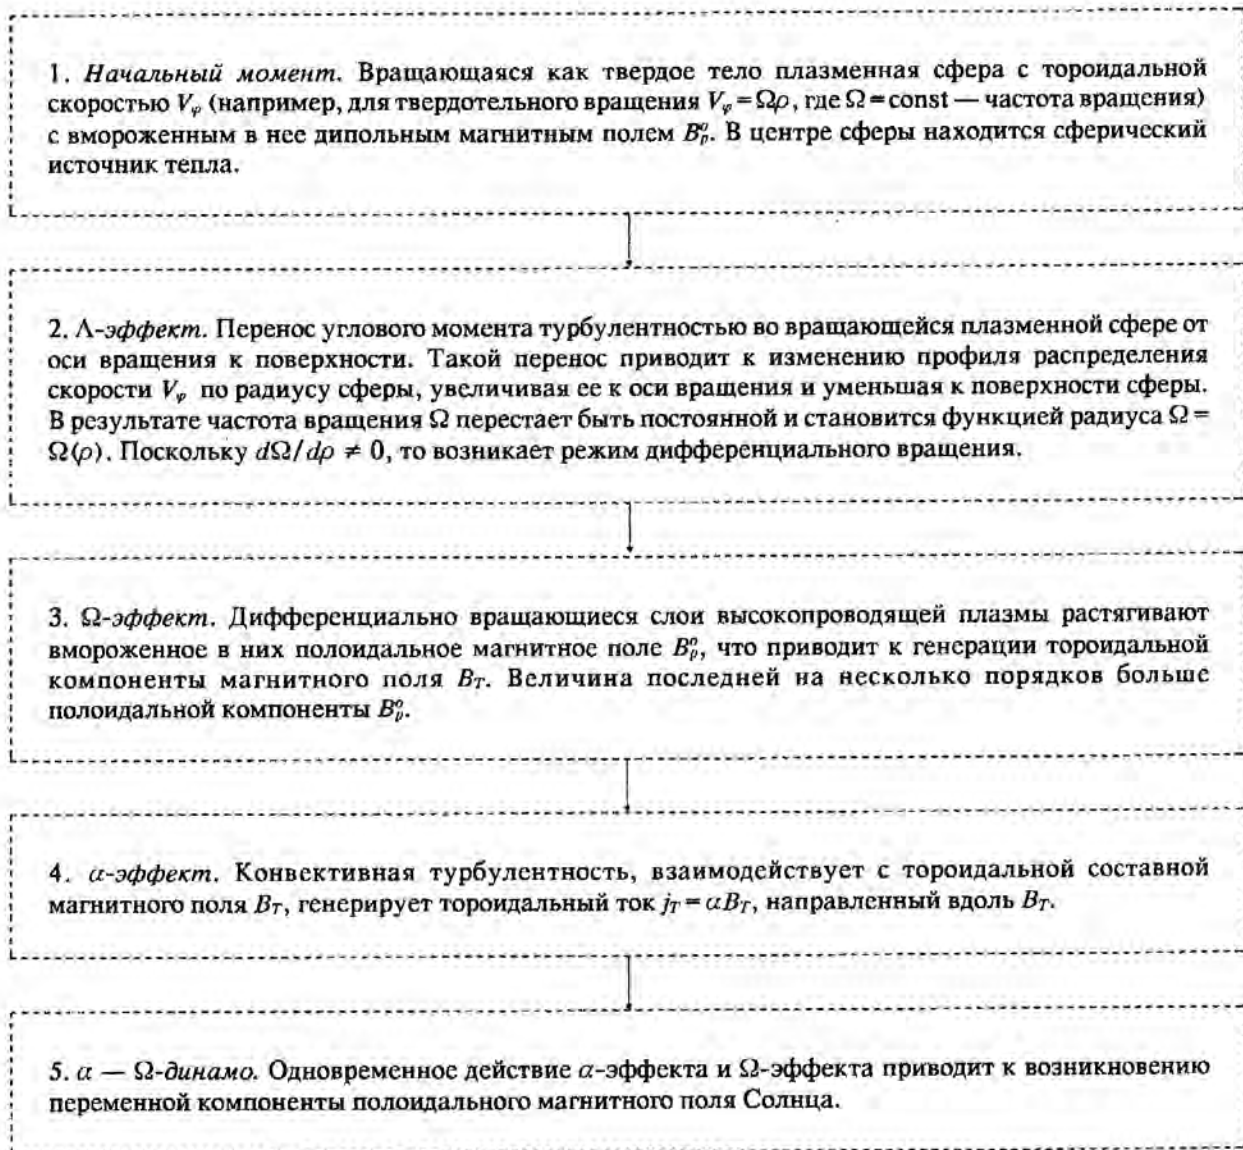 1. Начальный момент. Вращающаяся как твердое тело плазменная сфера с тороидальной
скоростью Vφ (например, для твердотельного вращения Vφ = Ωρ, где Ω = const — частота вращения)
с вмороженным в нее дипольным магнитным полем Bₚ⁰. В центре сферы находится сферический
источник тепла.
2. Λ-эффект. Перенос углового момента турбулентностью во вращающейся плазменной сфере от
оси вращения к поверхности. Такой перенос приводит к изменению профиля распределения
скорости Vφ по радиусу сферы, увеличивая ее к оси вращения и уменьшая к поверхности сферы.
В результате частота вращения Ω перестает быть постоянной и становится функцией радиуса Ω =
Ω(ρ). Поскольку dΩ/dρ ≠ 0, то возникает режим дифференциального вращения.
3. Ω-эффект. Дифференциально вращающиеся слои высокопроводящей плазмы растягивают
вмороженное в них полоидальное магнитное поле Bₚ⁰, что приводит к генерации тороидальной
компоненты магнитного поля B_T. Величина последней на несколько порядков больше
полоидальной компоненты Bₚ⁰.
4. α-эффект. Конвективная турбулентность, взаимодействует с тороидальной составной
магнитного поля B_T, генерирует тороидальный ток j_T = αB_T, направленный вдоль B_T.
5. α — Ω-динамо. Одновременное действие α-эффекта и Ω-эффекта приводит к возникновению
переменной компоненты полоидального магнитного поля Солнца.